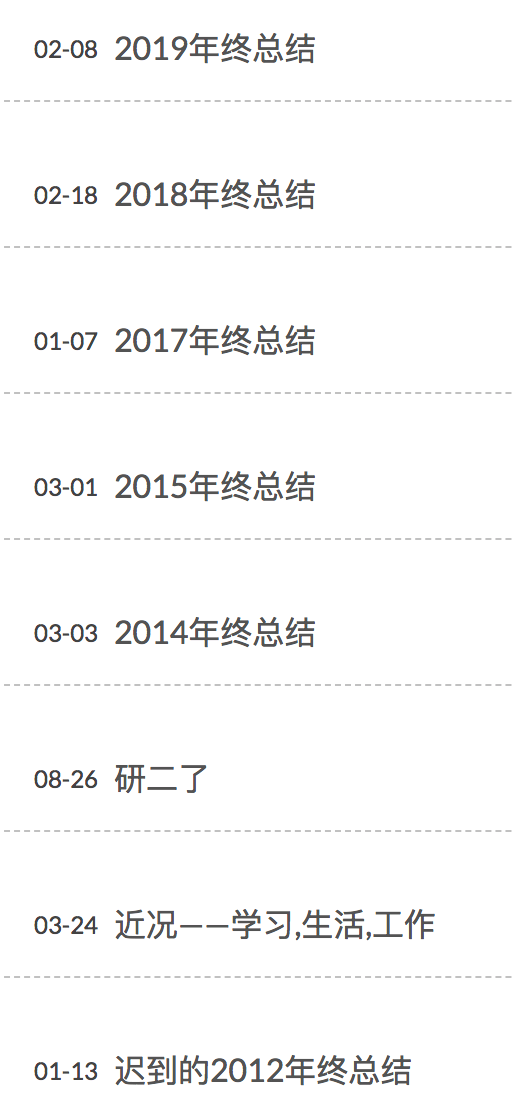 02-08 2019年终总结
02-18 2018年终总结
01-07 2017年终总结
03-01 2015年终总结
03-03 2014年终总结
08-26 研二了
03-24 近况——学习,生活,工作
01-13 迟到的2012年终总结